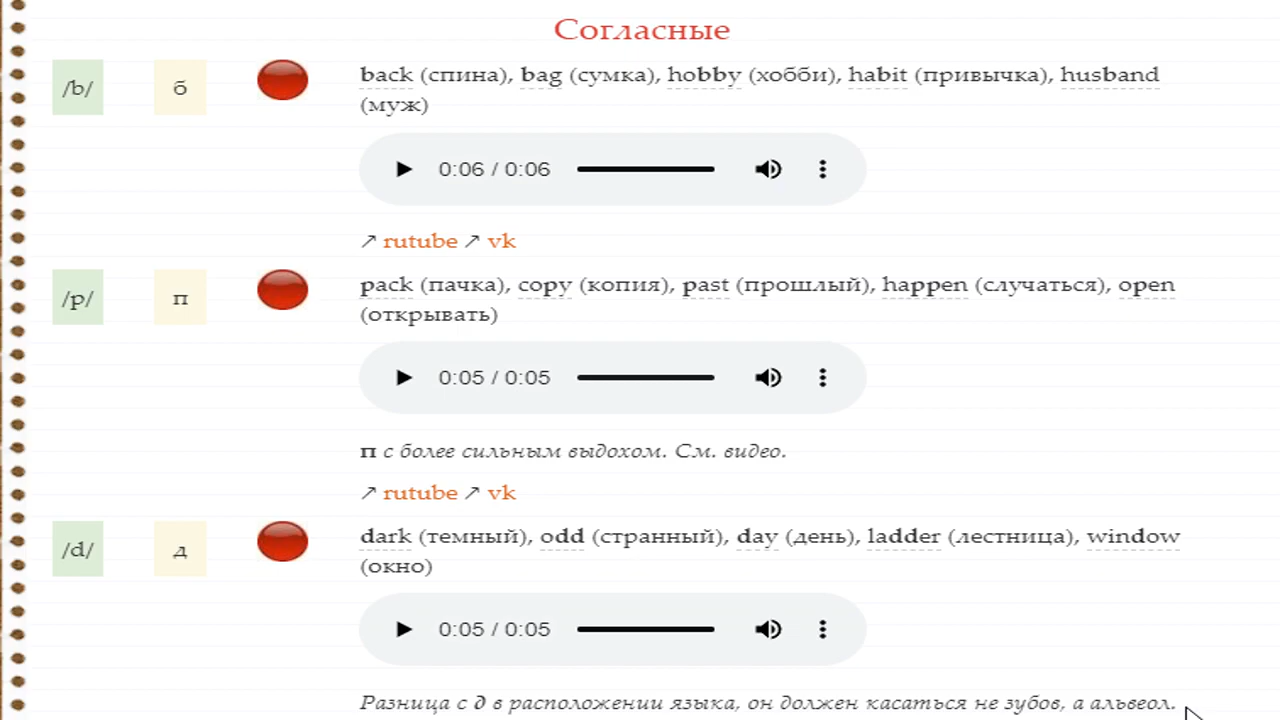 Согласные
/b/ б back (спина), bag (сумка), hobby (хобби), habit (привычка), husband
(муж)
0:06 / 0:06
↗ rutube ↗ vk
/p/ п pack (пачка), copy (копия), past (прошлый), happen (случаться), open
(открывать)
0:05 / 0:05
п с более сильным выдохом. См. видео.
↗ rutube ↗ vk
/d/ д dark (темный), odd (странный), day (день), ladder (лестница), window
(окно)
0:05 / 0:05
Разница с д в расположении языка, он должен касаться не зубов, а альвеол.